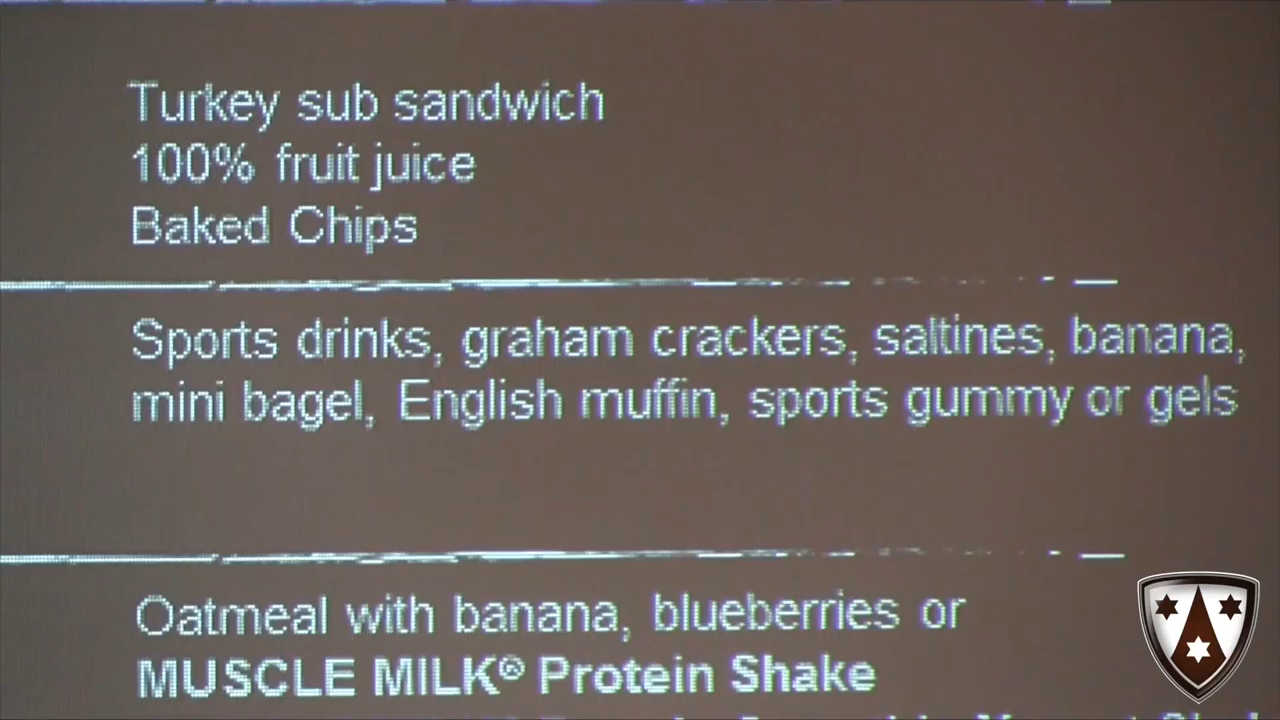 Turkey sub sandwich
100% fruit juice
Baked Chips
Sports drinks, graham crackers, saltines, banana,
mini bagel, English muffin, sports gummy or gels
Oatmeal with banana, blueberries or
MUSCLE MILK® Protein Shake